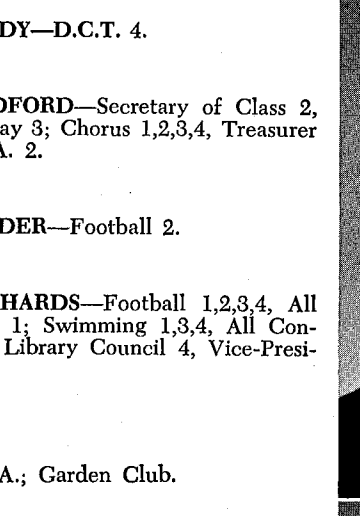 DY—D.C.T. 4.
DFORD—Secretary of Class 2,
ay 3; Chorus 1,2,3,4, Treasurer
A. 2.
DER—Football 2.
HARDS—Football 1,2,3,4, All
1; Swimming 1,3,4, All Con-
Library Council 4, Vice-Presi-
A.; Garden Club.